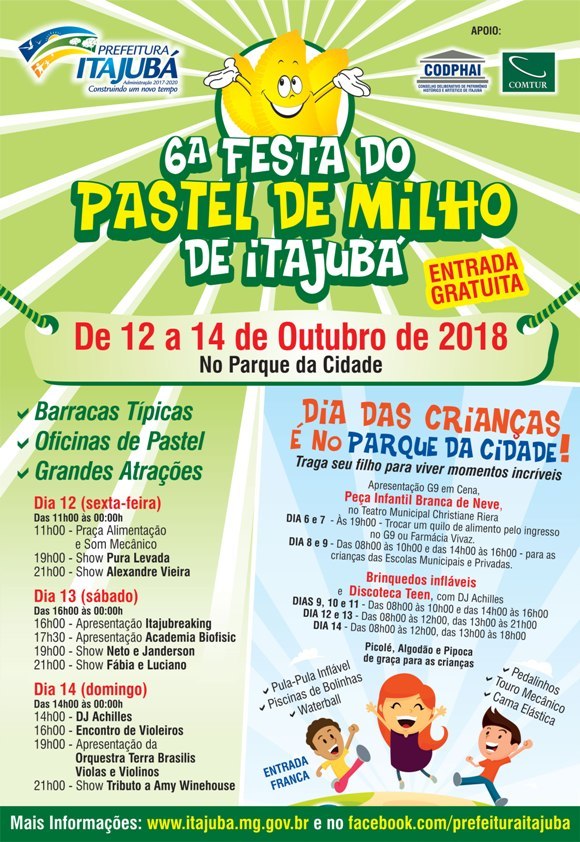 PREFEITURA
ITAJUBÁ
Administração 2017-2020
Construindo um novo tempo
APOIO:
CODPHAI
CONSELHO DELIBERATIVO DE PATRIMÔNIO
HISTÓRICO E ARTÍSTICO DE ITAJUBÁ
COMTUR
6ª FESTA DO
PASTEL DE MILHO
DE ITAJUBÁ
ENTRADA
GRATUITA
De 12 a 14 de Outubro de 2018
No Parque da Cidade
Barracas Típicas
Oficinas de Pastel
Grandes Atrações
Dia 12 (sexta-feira)
Das 11h00 às 00:00h
11h00 - Praça Alimentação
e Som Mecânico
19h00 - Show Pura Levada
21h00 - Show Alexandre Vieira
Dia 13 (sábado)
Das 16h00 às 00:00h
16h00 - Apresentação Itajubreaking
17h30 - Apresentação Academia Biofisic
19h00 - Show Neto e Janderson
21h00 - Show Fábia e Luciano
Dia 14 (domingo)
Das 14h00 às 00:00h
14h00 - DJ Achilles
16h00 - Encontro de Violeiros
19h00 - Apresentação da
Orquestra Terra Brasilis
Violas e Violinos
21h00 - Show Tributo a Amy Winehouse
DIA DAS CRIANÇAS
É NO PARQUE DA CIDADE!
Traga seu filho para viver momentos incríveis
Apresentação G9 em Cena,
Peça Infantil Branca de Neve,
no Teatro Municipal Christiane Riera
DIA 6 e 7 - Às 19h00 - Trocar um quilo de alimento pelo ingresso
no G9 ou Farmácia Vivaz.
DIA 8 e 9 - Das 08h00 às 10h00 e das 14h00 às 16h00 - para as
crianças das Escolas Municipais e Privadas.
Brinquedos infláveis
e Discoteca Teen, com DJ Achilles
DIAS 9, 10 e 11 - Das 08h00 às 10h00 e das 14h00 às 16h00
DIA 12 e 13 - Das 08h00 às 12h00, das 13h00 às 21h00
DIA 14 - Das 08h00 às 12h00, das 13h00 às 18h00
Picolé, Algodão e Pipoca
de graça para as crianças
Pula-Pula Inflável
Piscinas de Bolinhas
Waterball
Pedalinhos
Touro Mecânico
Cama Elástica
ENTRADA
FRANCA
Mais Informações: www.itajuba.mg.gov.br e no facebook.com/prefeituraitajuba